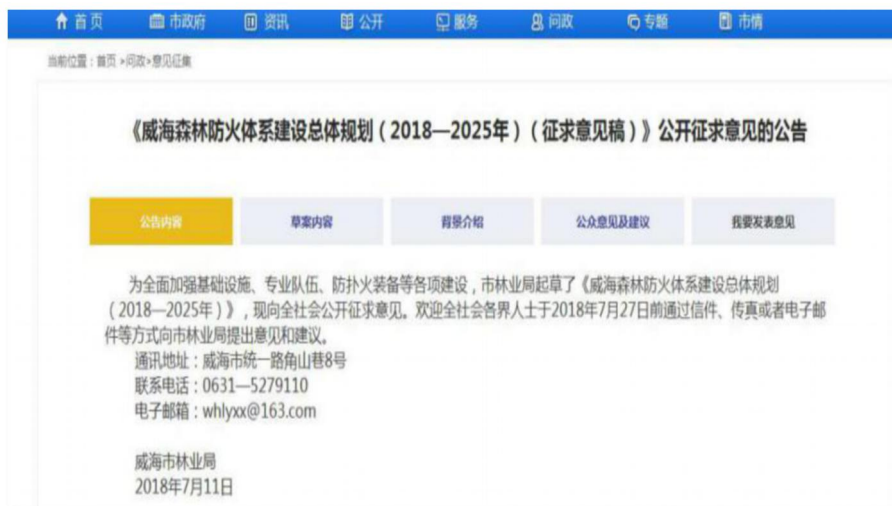 首页 市政府 资讯 公开 服务 问政 专题 市情
当前位置：首页 >问政>意见征集
《威海森林防火体系建设总体规划（2018—2025年）（征求意见稿）》公开征求意见的公告
公告内容 草案内容 背景介绍 公众意见及建议 我要发表意见
为全面加强基础设施、专业队伍、防扑火装备等各项建设，市林业局起草了《威海森林防火体系建设总体规划
（2018—2025年）》，现向全社会公开征求意见。欢迎全社会各界人士于2018年7月27日前通过信件、传真或者电子邮
件等方式向市林业局提出意见和建议。
通讯地址：威海市统一路角山巷8号
联系电话：0631—5279110
电子邮箱：whlyxx@163.com
威海市林业局
2018年7月11日